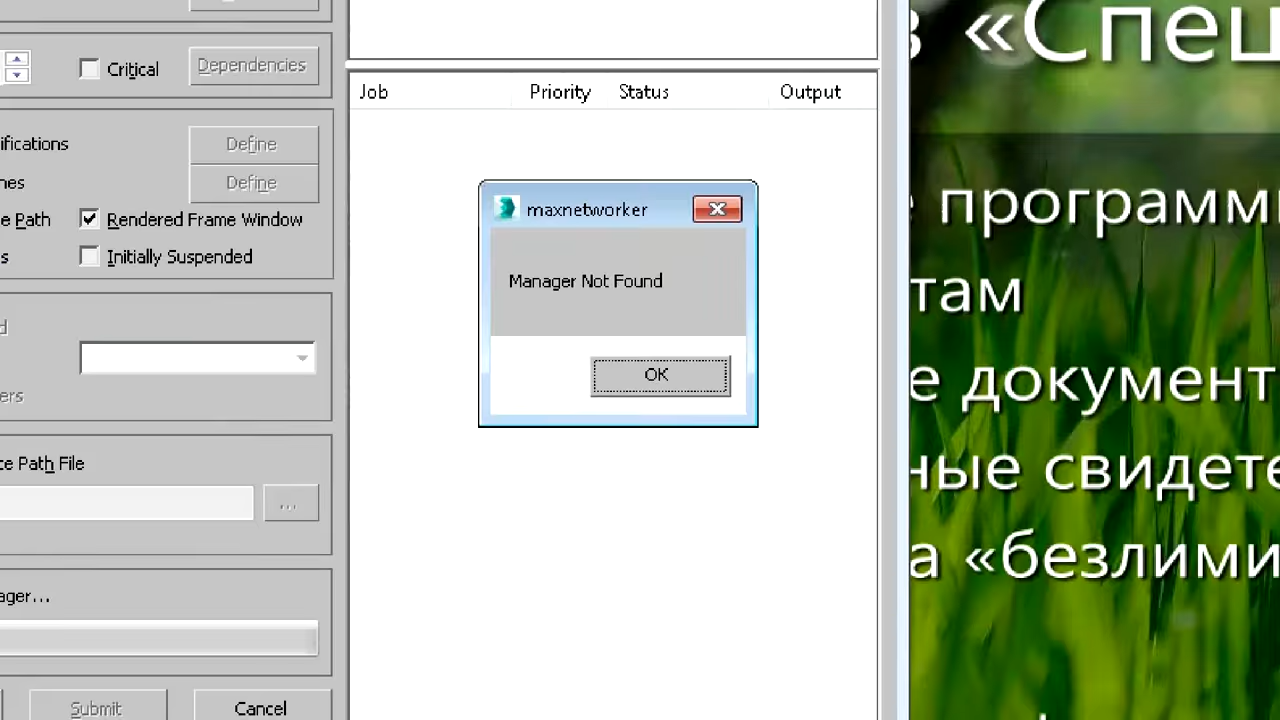 Critical
Dependencies
ifications
Define
nes
Define
e Path
Rendered Frame Window
s
Initially Suspended
d
ers
te Path File
...
ager...
Submit
Cancel
Job Priority Status Output
maxnetworker
Manager Not Found
OK
в «Спец
е программ
там
е документ
ные свидете
а «безлими